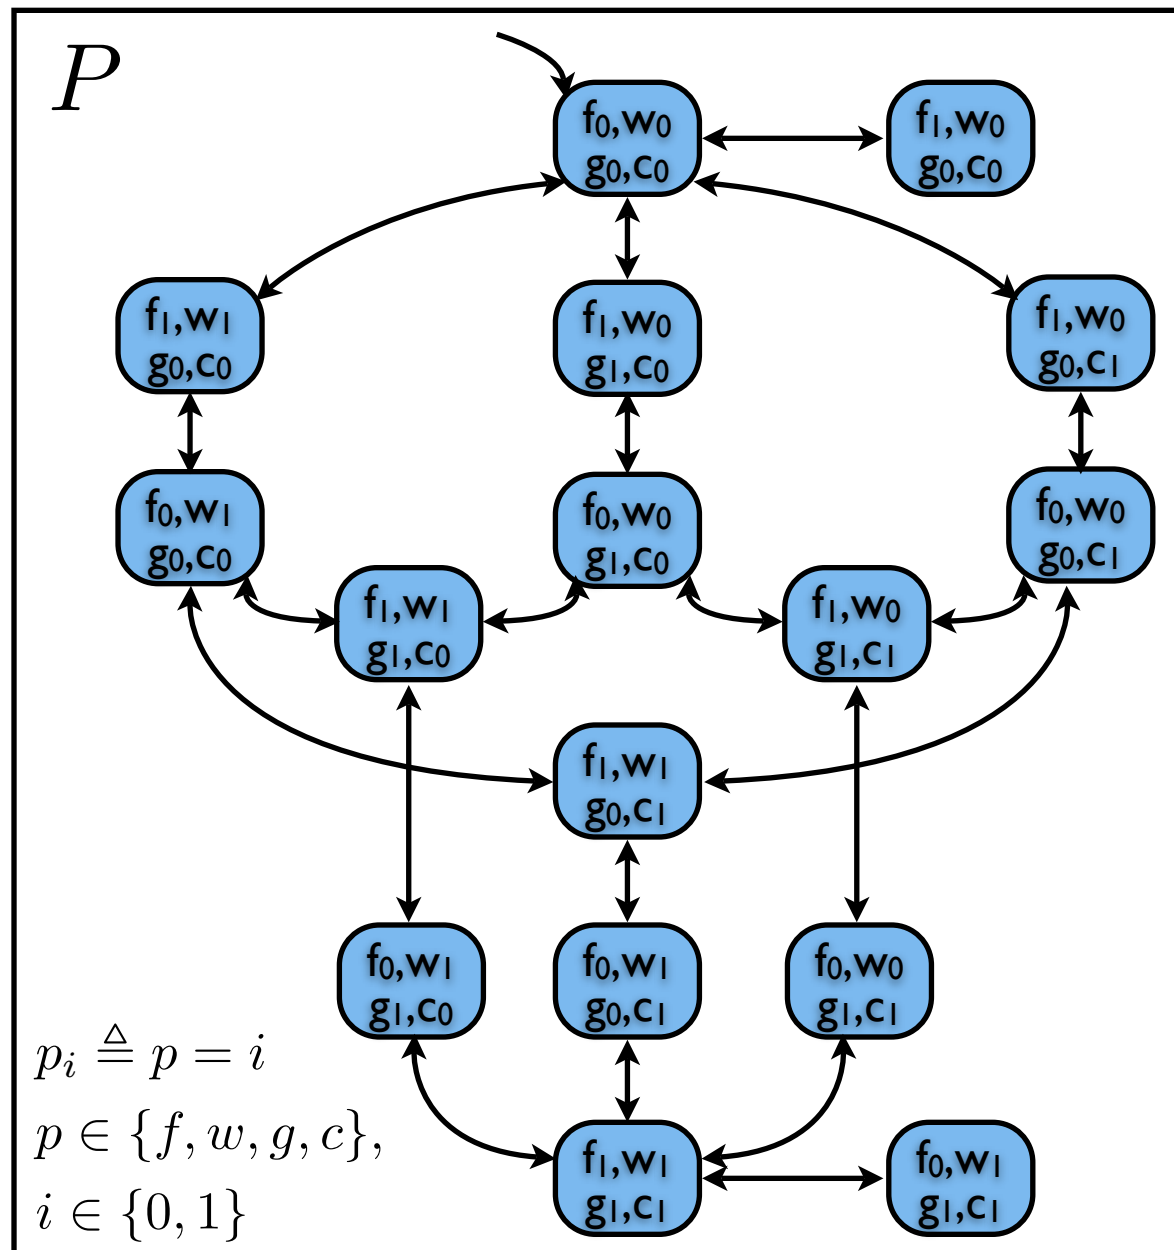 P
f₀,w₀
g₀,c₀
f₁,w₀
g₀,c₀
f₁,w₁
g₀,c₀
f₁,w₀
g₁,c₀
f₁,w₀
g₀,c₁
f₀,w₁
g₀,c₀
f₀,w₀
g₁,c₀
f₀,w₀
g₀,c₁
f₁,w₁
g₁,c₀
f₁,w₀
g₁,c₁
f₁,w₁
g₀,c₁
f₀,w₁
g₁,c₀
f₀,w₁
g₀,c₁
f₀,w₀
g₁,c₁
f₁,w₁
g₁,c₁
f₀,w₁
g₁,c₁
pᵢ ≜ p = i
p ∈ {f, w, g, c},
i ∈ {0, 1}